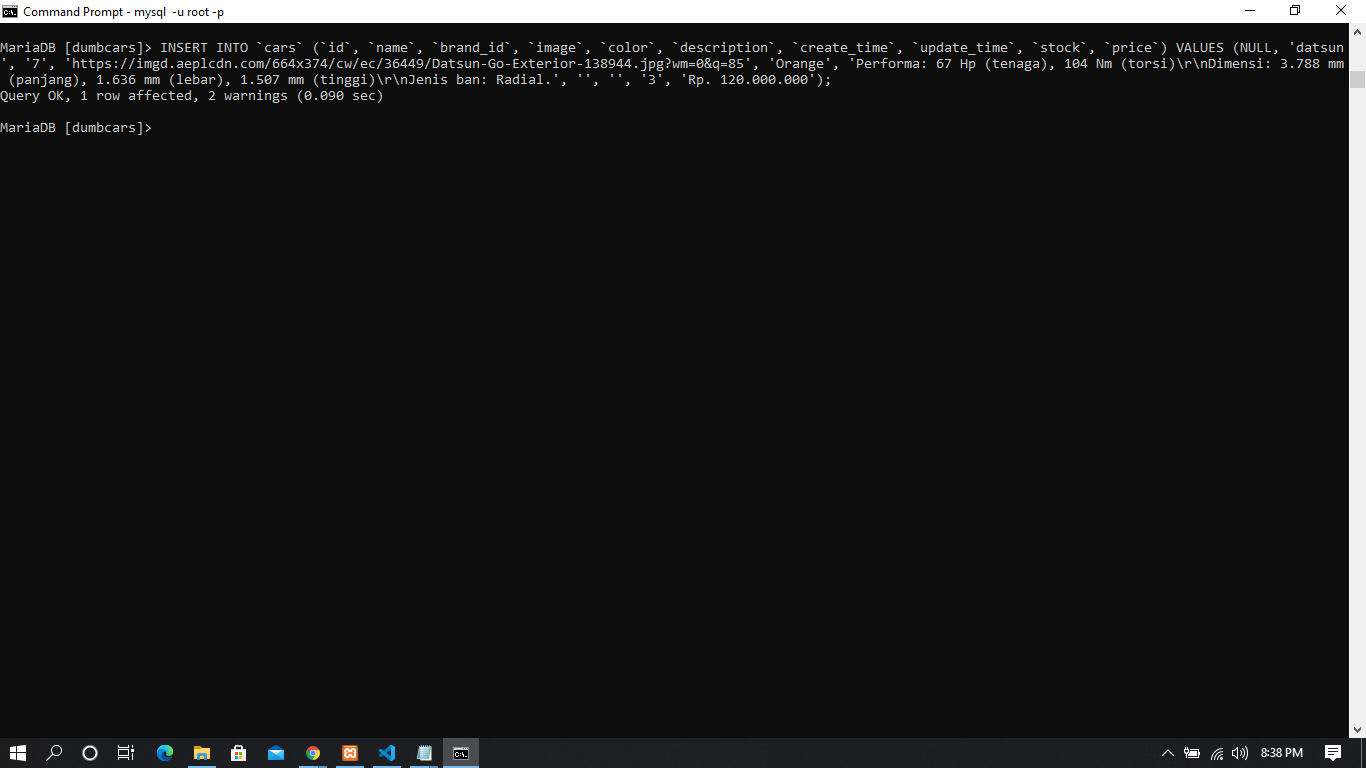 Command Prompt - mysql  -u root -p
MariaDB [dumbcars]> INSERT INTO `cars` (`id`, `name`, `brand_id`, `image`, `color`, `description`, `create_time`, `update_time`, `stock`, `price`) VALUES (NULL, 'datsun
', '7', 'https://imgd.aeplcdn.com/664x374/cw/ec/36449/Datsun-Go-Exterior-138944.jpg?wm=0&q=85', 'Orange', 'Performa: 67 Hp (tenaga), 104 Nm (torsi)\r\nDimensi: 3.788 mm
 (panjang), 1.636 mm (lebar), 1.507 mm (tinggi)\r\nJenis ban: Radial.', '', '', '3', 'Rp. 120.000.000');
Query OK, 1 row affected, 2 warnings (0.090 sec)
MariaDB [dumbcars]>
8:38 PM